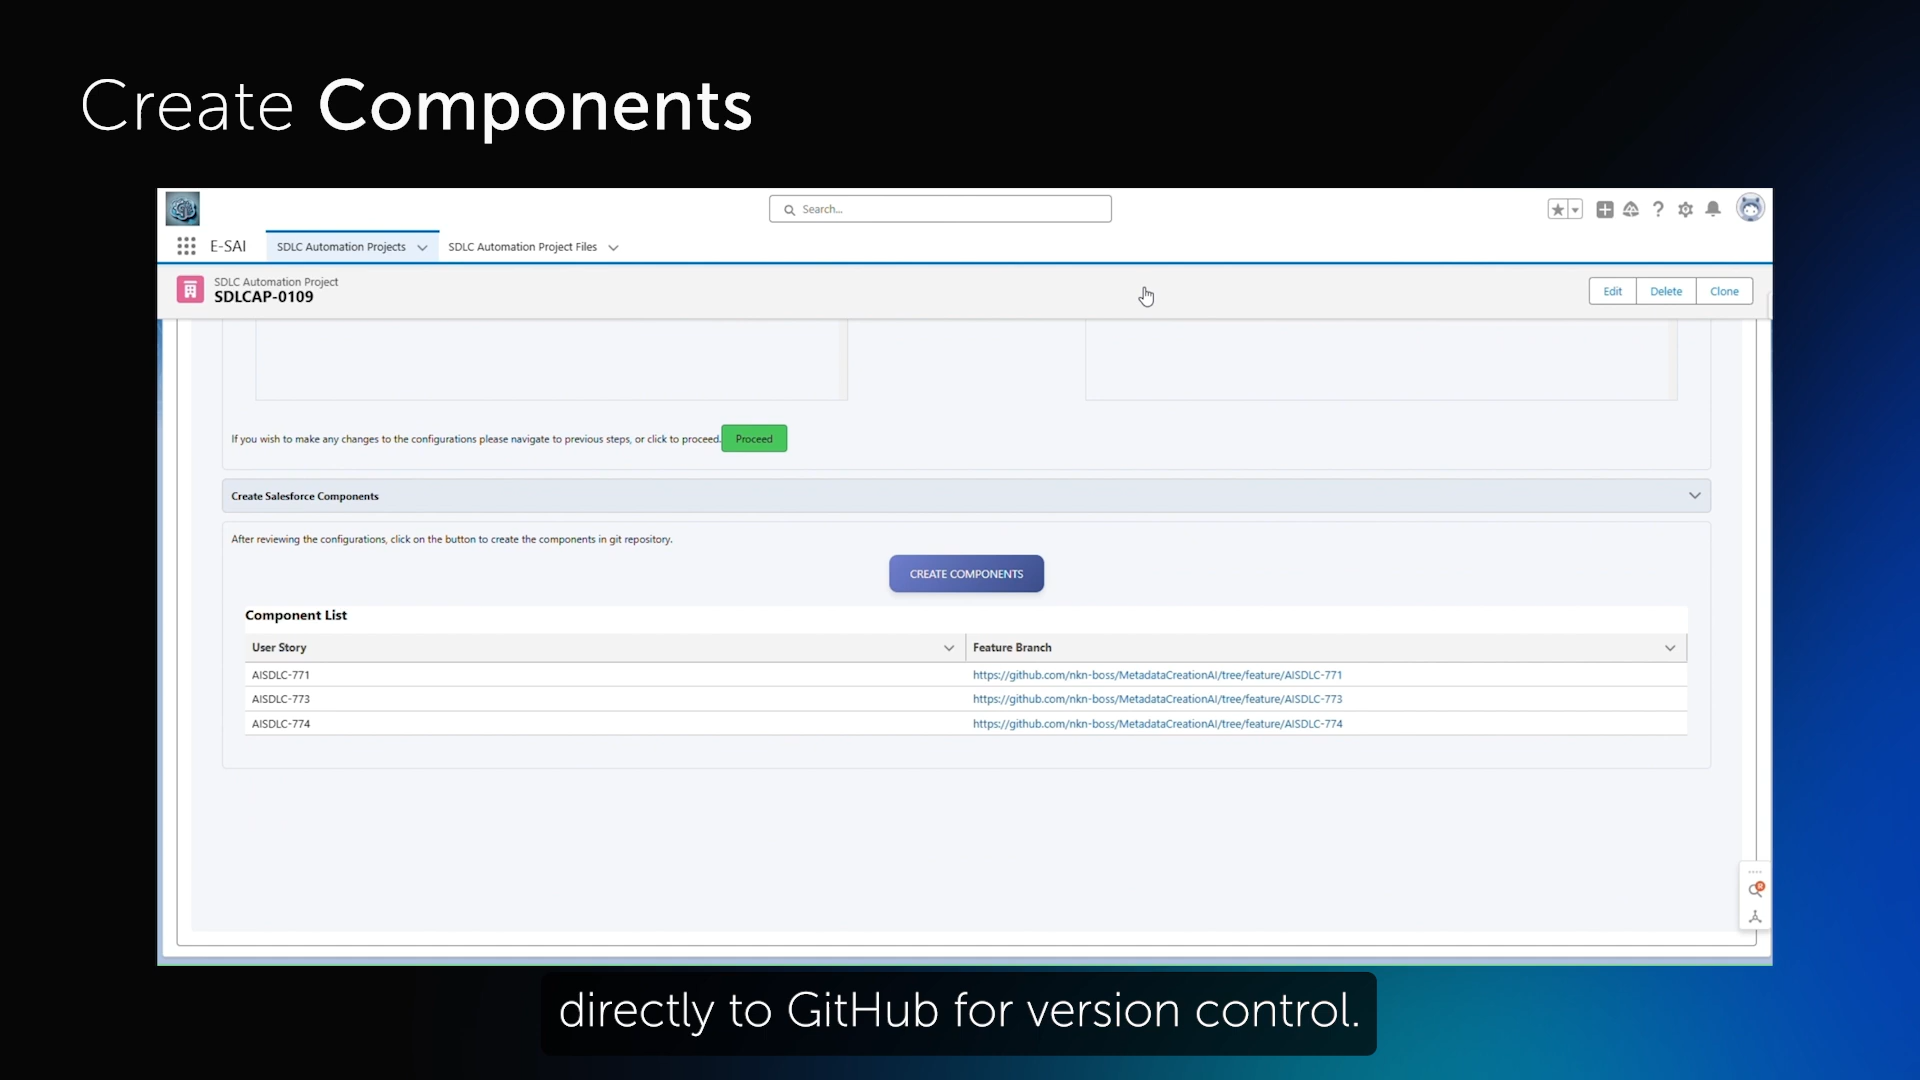 Create Components
Search...
E-SAI
SDLC Automation Projects
SDLC Automation Project Files
SDLC Automation Project
SDLCAP-0109
Edit
Delete
Clone
If you wish to make any changes to the configurations please navigate to previous steps, or click to proceed. Proceed
Create Salesforce Components
After reviewing the configurations, click on the button to create the components in git repository.
CREATE COMPONENTS
Component List
User Story
Feature Branch
AISDLC-771
https://github.com/nkn-boss/MetadataCreationAI/tree/feature/AISDLC-771
AISDLC-773
https://github.com/nkn-boss/MetadataCreationAI/tree/feature/AISDLC-773
AISDLC-774
https://github.com/nkn-boss/MetadataCreationAI/tree/feature/AISDLC-774
directly to GitHub for version control.